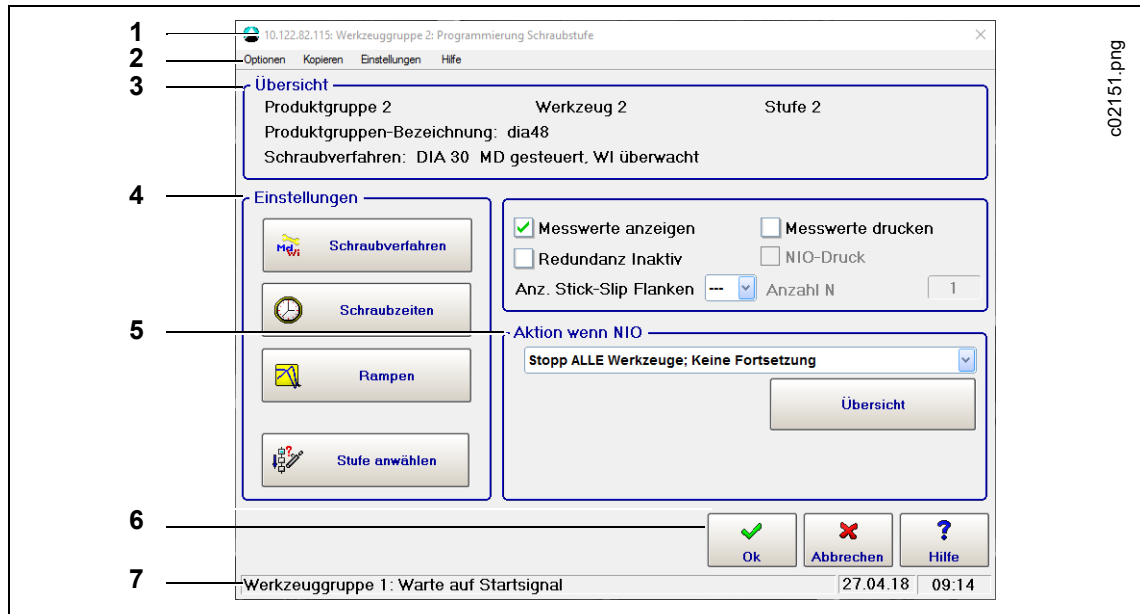 1
10.122.82.115: Werkzeuggruppe 2: Programmierung Schraubstufe
2
Optionen Kopieren Einstellungen Hilfe
3
Übersicht
Produktgruppe 2 Werkzeug 2 Stufe 2
Produktgruppen-Bezeichnung: dia48
Schraubverfahren: DIA 30 MD gesteuert, WI überwacht
4
Einstellungen
Md Wi
Schraubverfahren
Schraubzeiten
Rampen
Stufe anwählen
Messwerte anzeigen Messwerte drucken
Redundanz Inaktiv NIO-Druck
Anz. Stick-Slip Flanken --- Anzahl N 1
5
Aktion wenn NIO
Stopp ALLE Werkzeuge; Keine Fortsetzung
Übersicht
6
Ok Abbrechen Hilfe
7
Werkzeuggruppe 1: Warte auf Startsignal 27.04.18 09:14
c02151.png